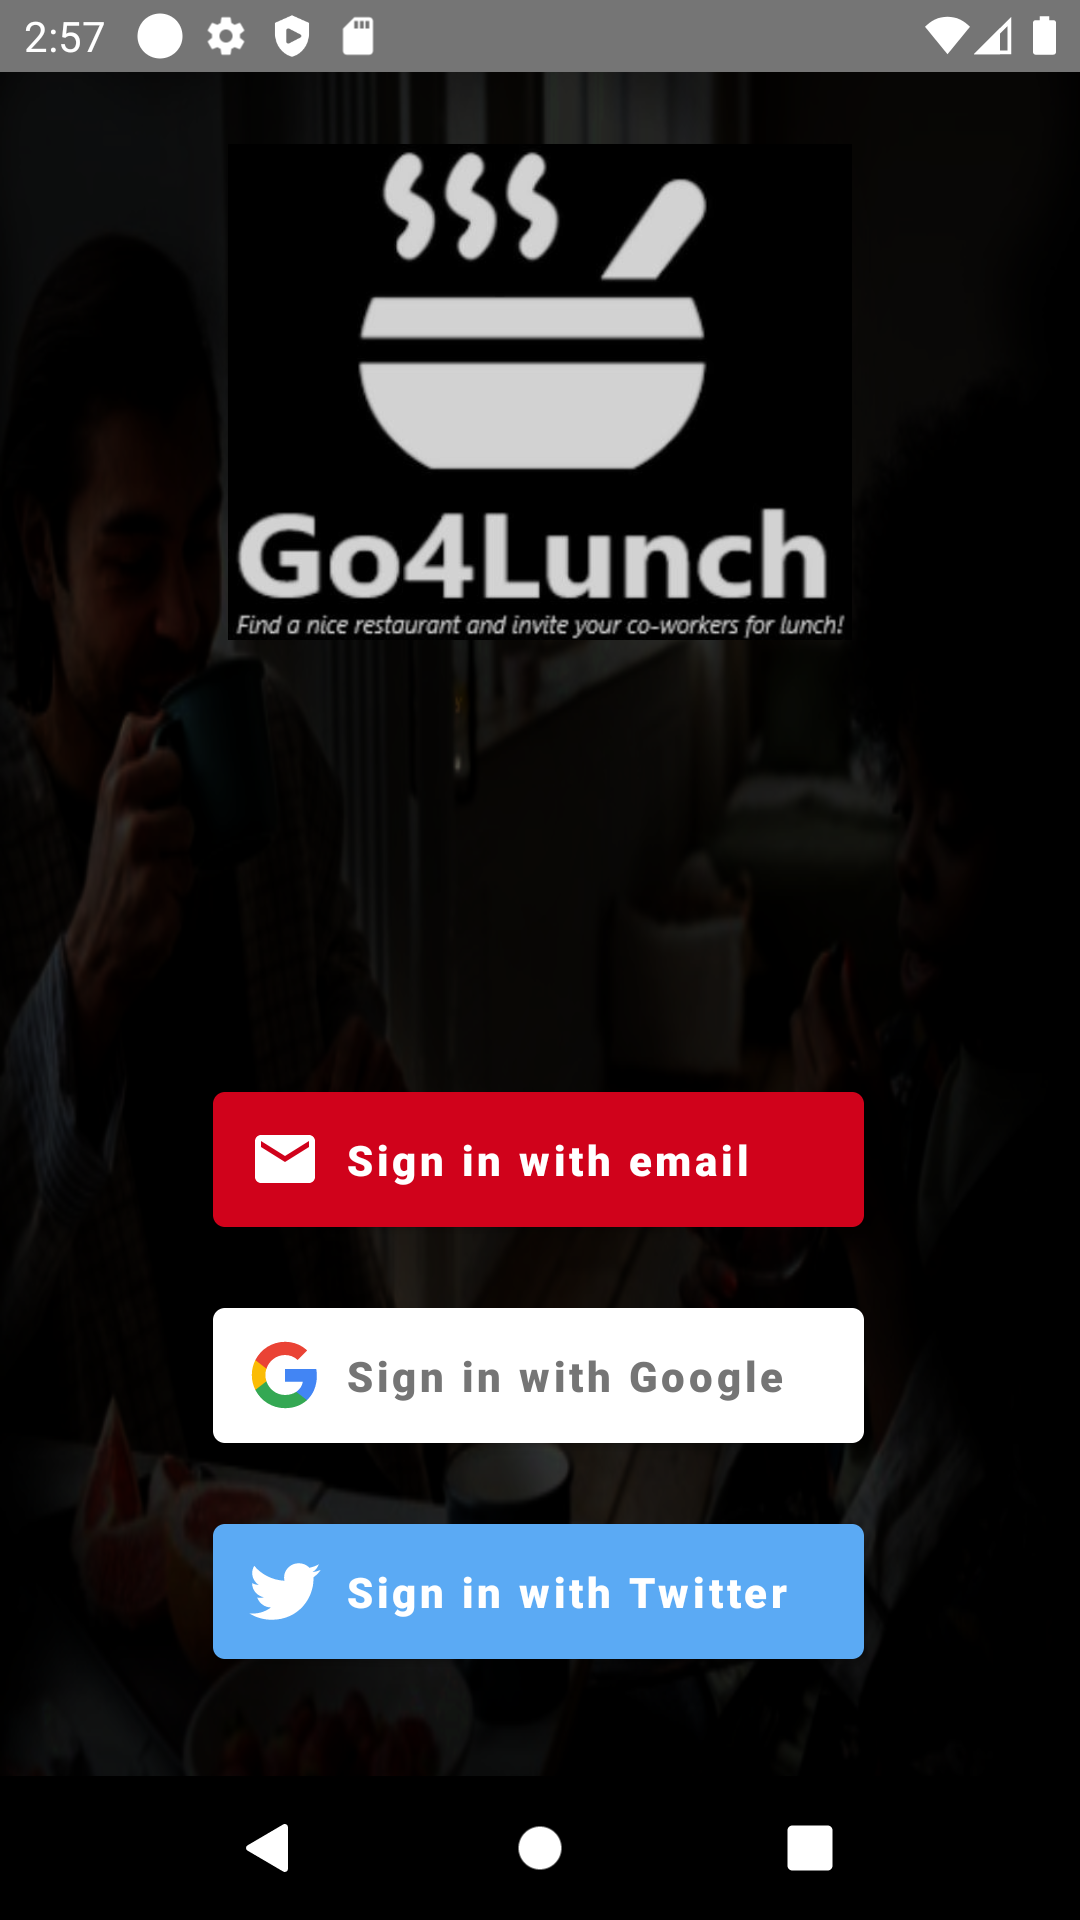 2:57
Go4Lunch
Find a nice restaurant and invite your co-workers for lunch!
Sign in with email
Sign in with Google
Sign in with Twitter